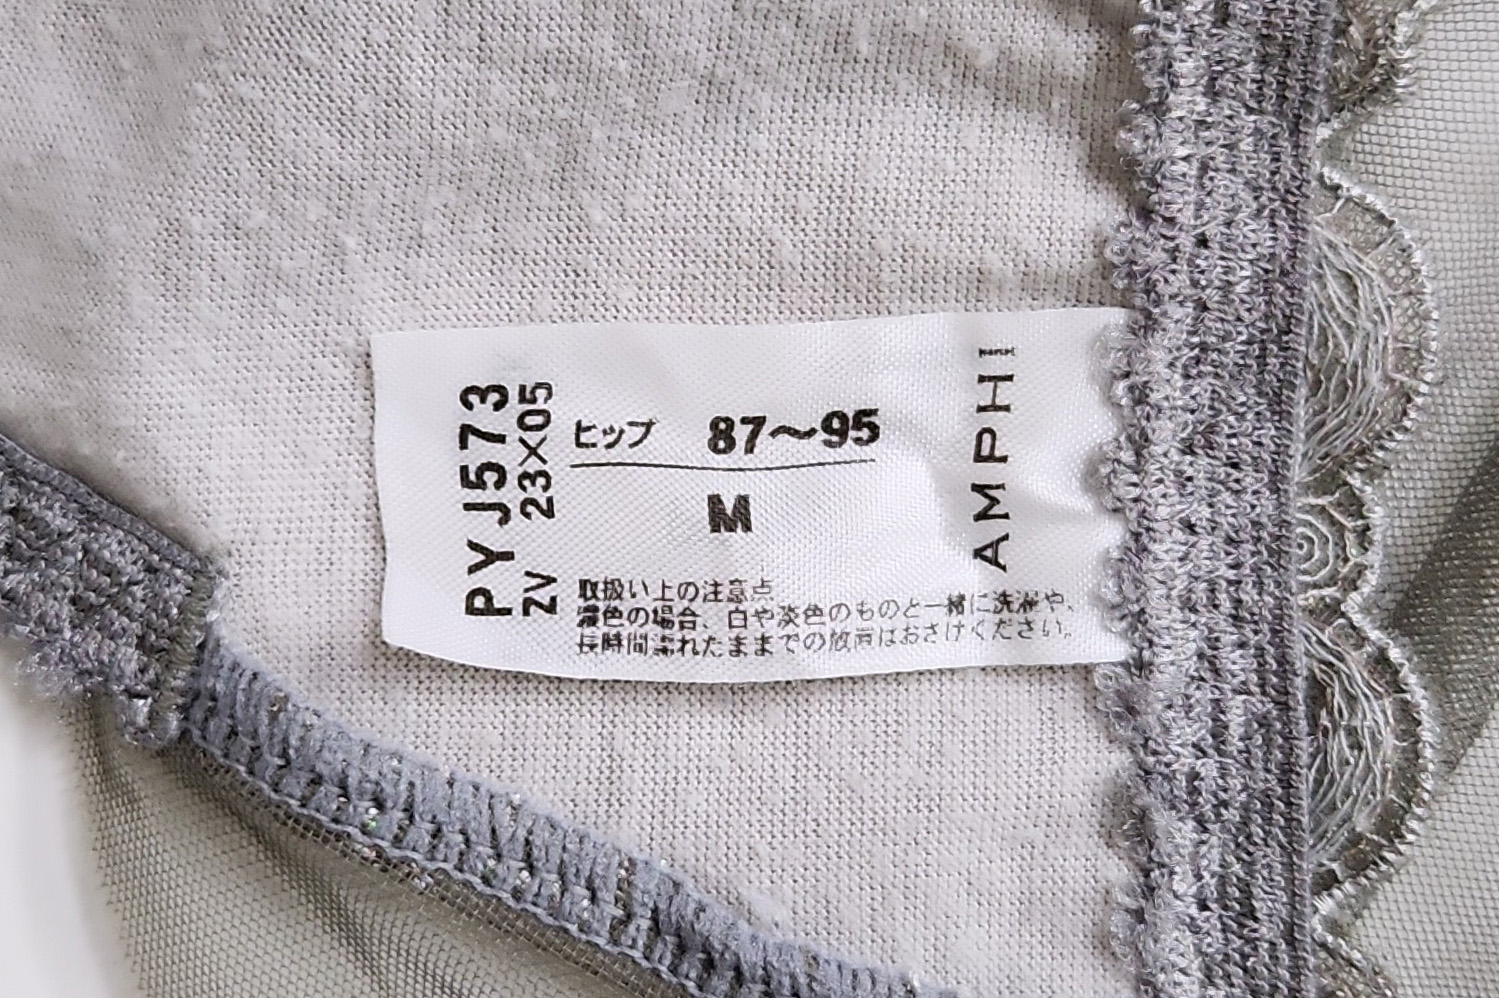 PYJ573
ZV 23×05
ヒップ 87〜95
M
取扱い上の注意点
濃色の場合、白や淡色のものと一緒に洗濯や、
長時間濡れたままでの放置はおさけください。
AMPHI